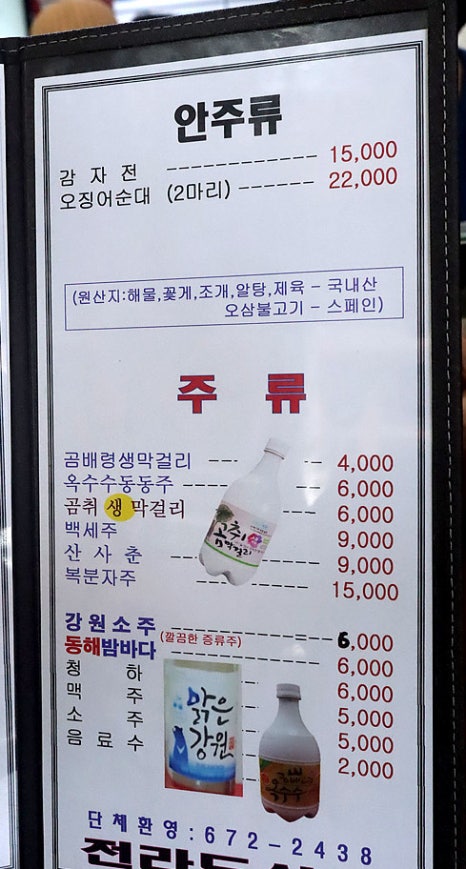 안주류
감 자 전 ------------- 15,000
오징어순대 (2마리) ------ 22,000
(원산지:해물,꽃게,조개,알탕,제육 - 국내산
오삼불고기 - 스페인)
주 류
곰배령생막걸리 4,000
옥수수동동주 6,000
곰취 생 막걸리 6,000
백세주 9,000
산 사 춘 9,000
복분자주 15,000
강원소주 6,000
동해밤바다 (깔끔한 증류주) 6,000
청 하 6,000
맥 주 5,000
소 주 5,000
음 료 수 2,000
곰취
막걸리
맑은
강원
옥수수
단체환영:672-2438